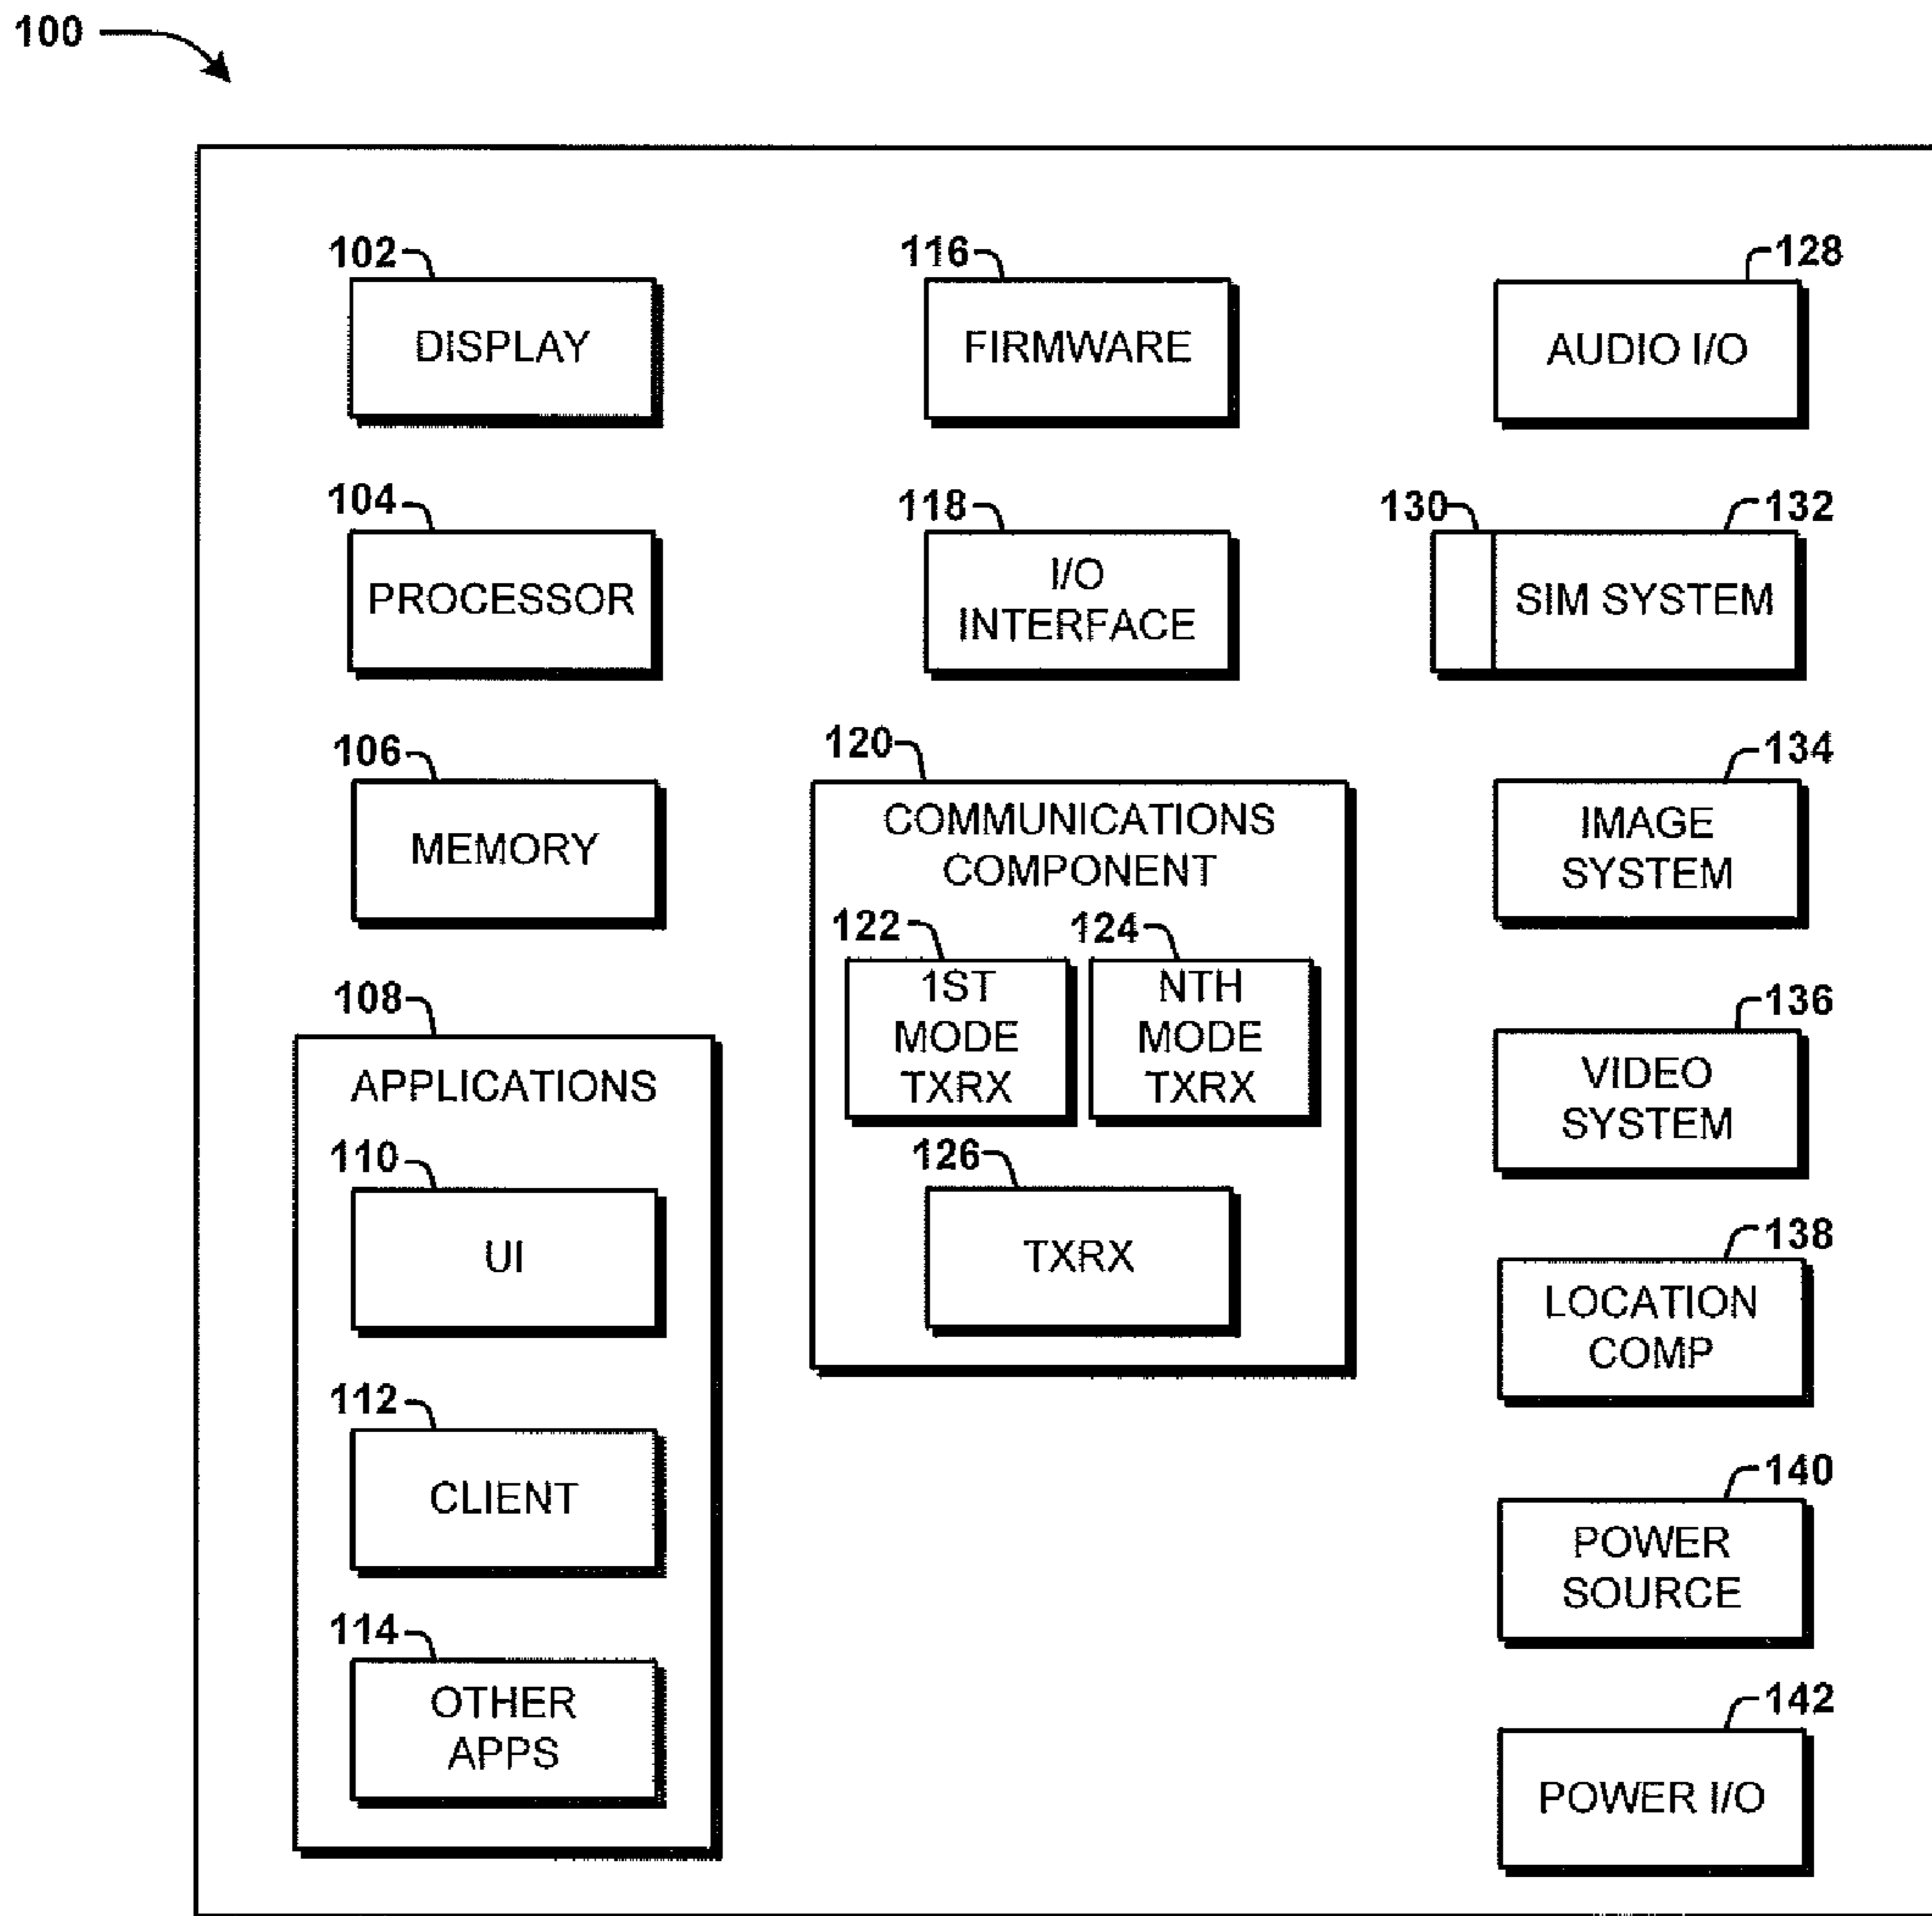 100
102
DISPLAY
104
PROCESSOR
106
MEMORY
108
APPLICATIONS
110
UI
112
CLIENT
114
OTHER
APPS
116
FIRMWARE
118
I/O
INTERFACE
120
COMMUNICATIONS
COMPONENT
122
1ST
MODE
TXRX
124
NTH
MODE
TXRX
126
TXRX
128
AUDIO I/O
130
132
SIM SYSTEM
134
IMAGE
SYSTEM
136
VIDEO
SYSTEM
138
LOCATION
COMP
140
POWER
SOURCE
142
POWER I/O